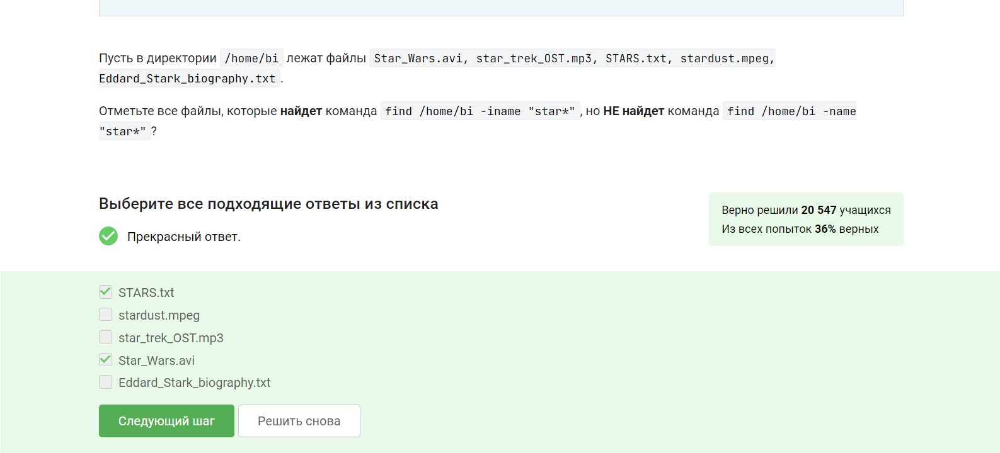 Пусть в директории /home/bi лежат файлы Star_Wars.avi, star_trek_OST.mp3, STARS.txt, stardust.mpeg,
Eddard_Stark_biography.txt.
Отметьте все файлы, которые найдет команда find /home/bi -iname "star*", но НЕ найдет команда find /home/bi -name
"star*"?
Выберите все подходящие ответы из списка
Верно решили 20 547 учащихся
Из всех попыток 36% верных
Прекрасный ответ.
STARS.txt
stardust.mpeg
star_trek_OST.mp3
Star_Wars.avi
Eddard_Stark_biography.txt
Следующий шаг Решить снова